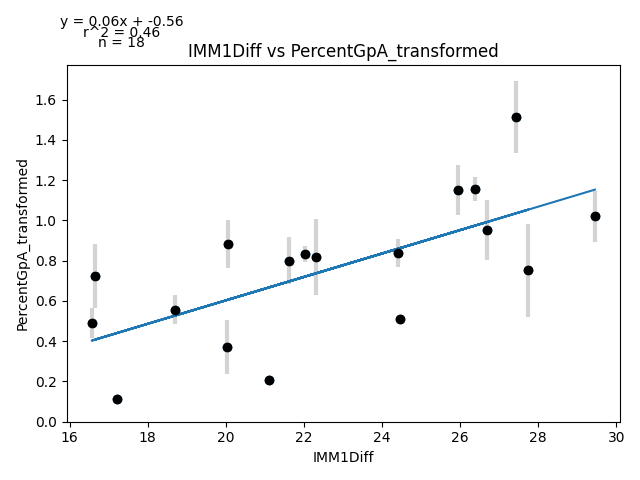 y = 0.06x + -0.56
r^2 = 0.46
n = 18
IMM1Diff vs PercentGpA_transformed
PercentGpA_transformed
1.6
1.4
1.2
1.0
0.8
0.6
0.4
0.2
0.0
16 18 20 22 24 26 28 30
IMM1Diff